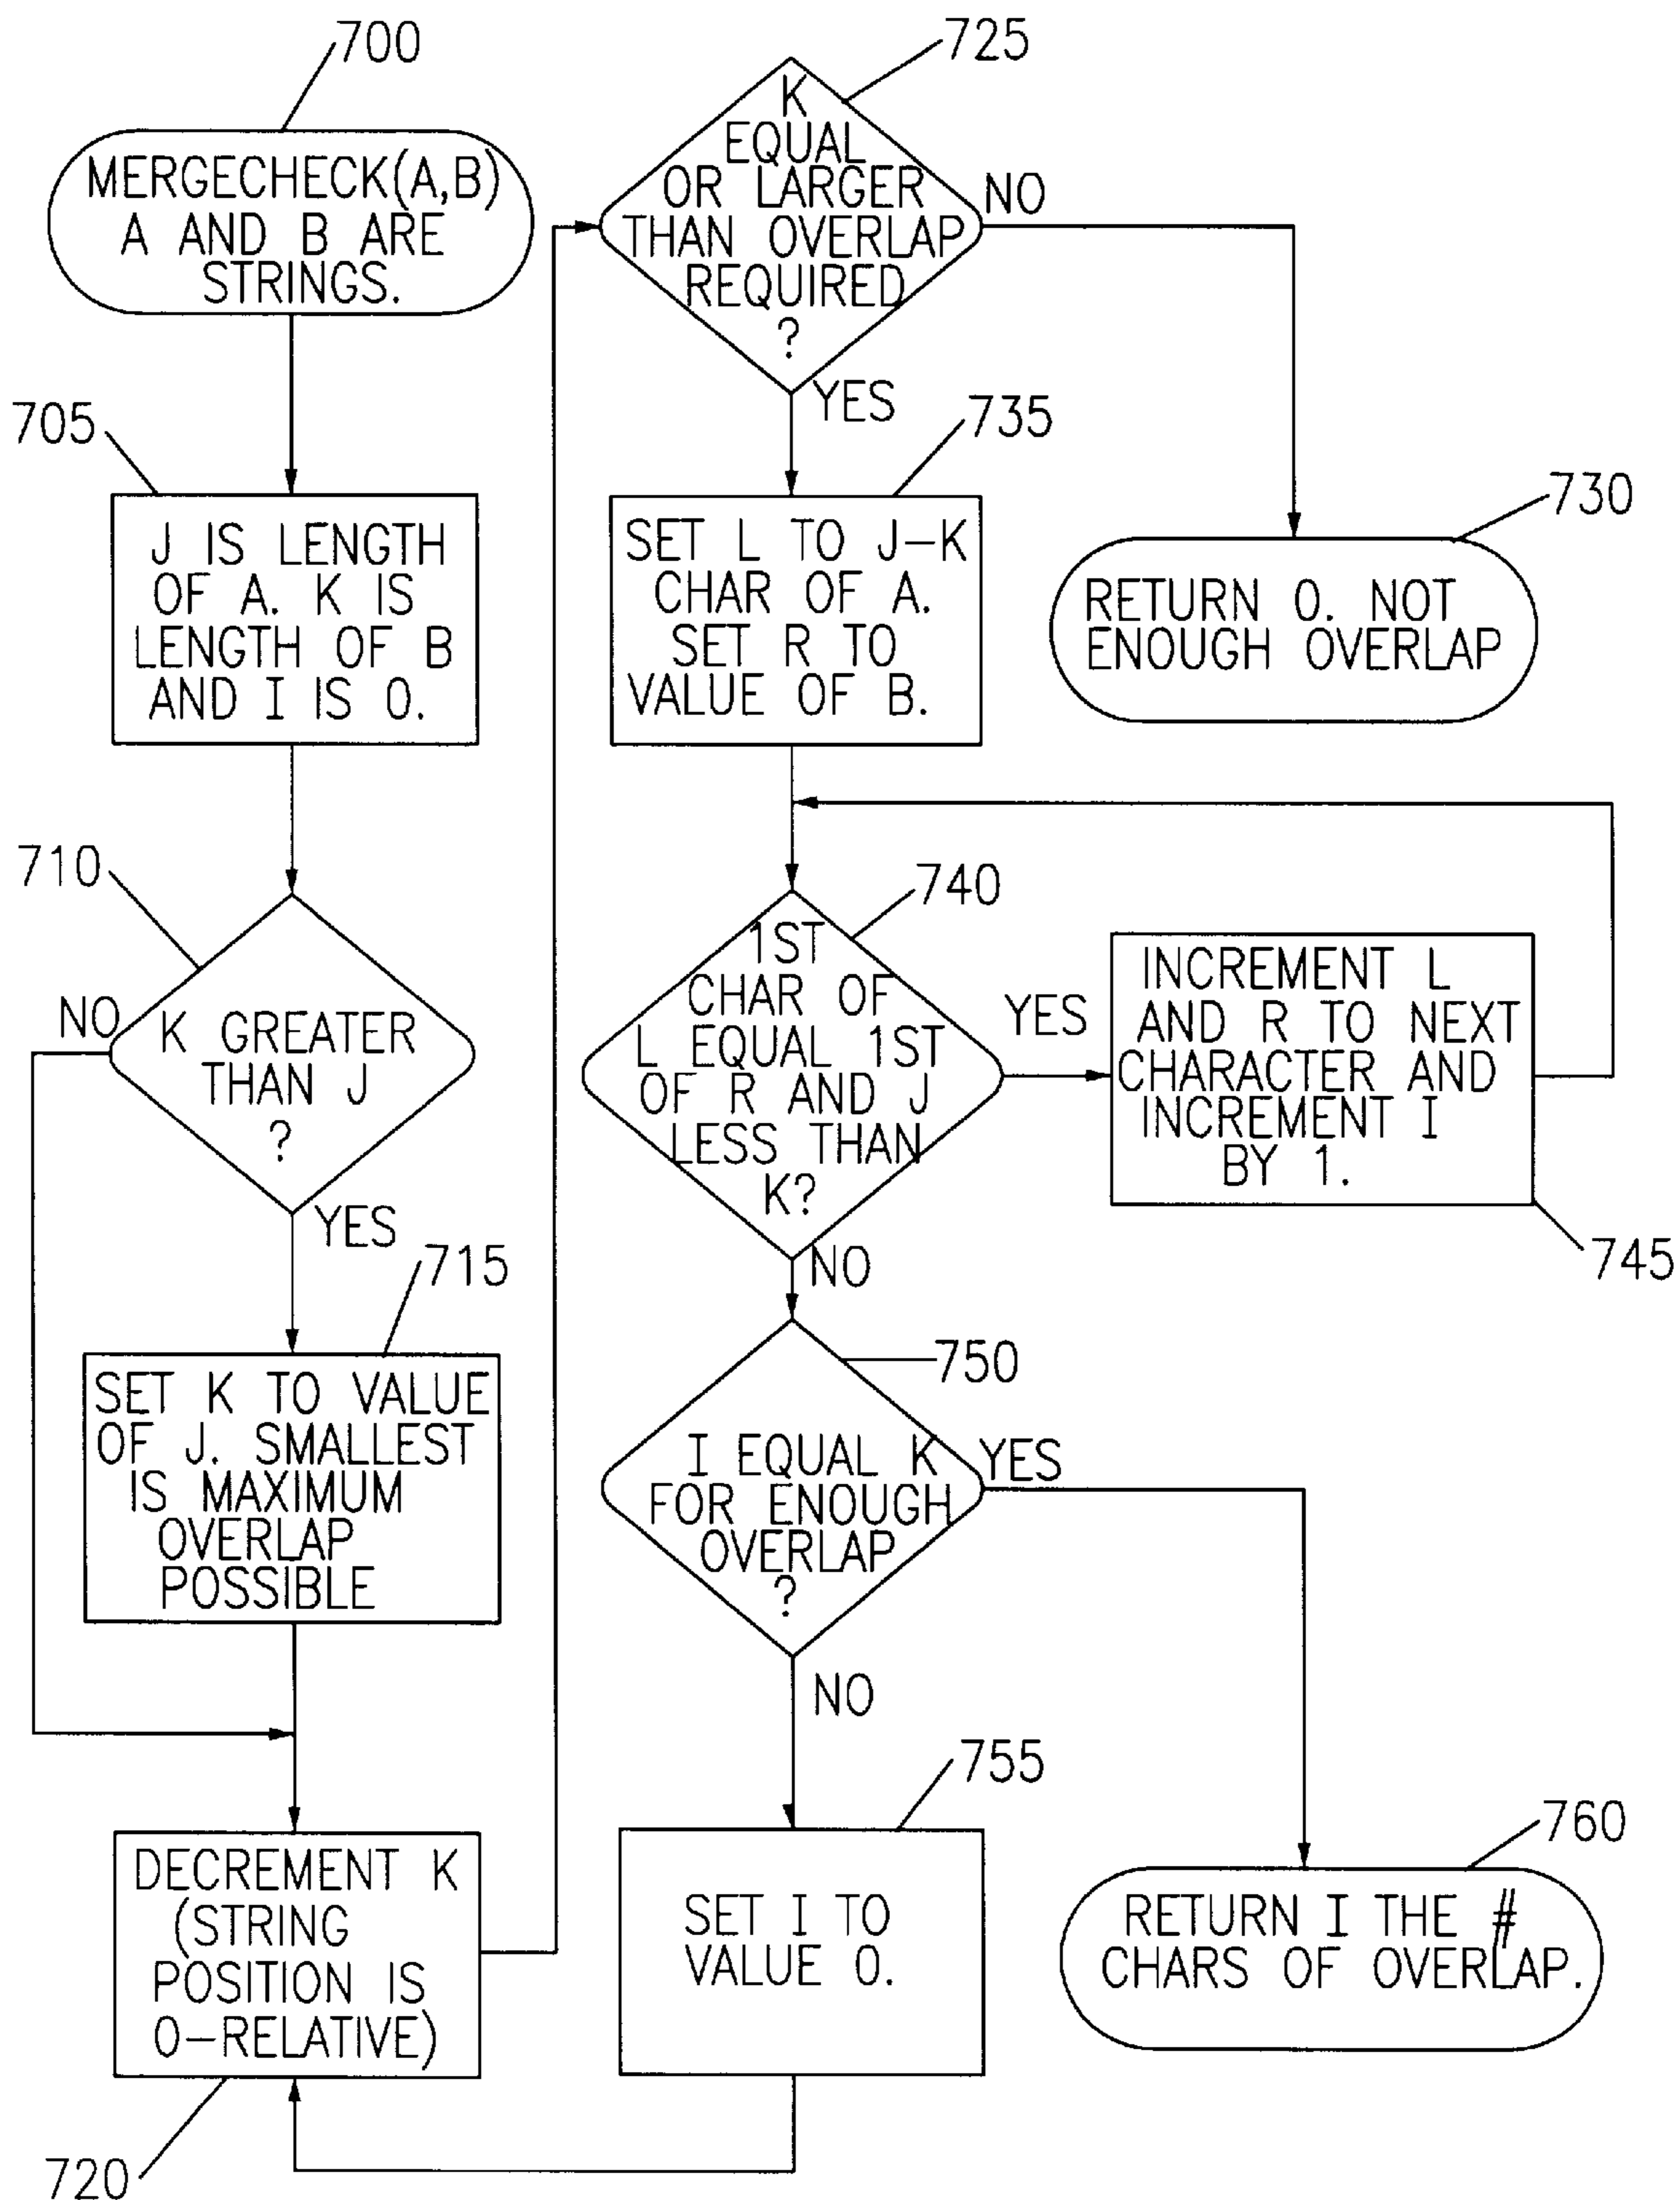 700
MERGECHECK(A,B)
A AND B ARE
STRINGS.
705
J IS LENGTH
OF A. K IS
LENGTH OF B
AND I IS 0.
710
K GREATER
THAN J
?
NO
YES
715
SET K TO VALUE
OF J. SMALLEST
IS MAXIMUM
OVERLAP
POSSIBLE
DECREMENT K
(STRING
POSITION IS
0-RELATIVE)
720
725
K
EQUAL
OR LARGER
THAN OVERLAP
REQUIRED
?
NO
YES
730
RETURN 0. NOT
ENOUGH OVERLAP
735
SET L TO J-K
CHAR OF A.
SET R TO
VALUE OF B.
740
1ST
CHAR OF
L EQUAL 1ST
OF R AND J
LESS THAN
K?
YES
NO
INCREMENT L
AND R TO NEXT
CHARACTER AND
INCREMENT I
BY 1.
745
750
I EQUAL K
FOR ENOUGH
OVERLAP
?
YES
NO
755
SET I TO
VALUE 0.
760
RETURN I THE #
CHARS OF OVERLAP.